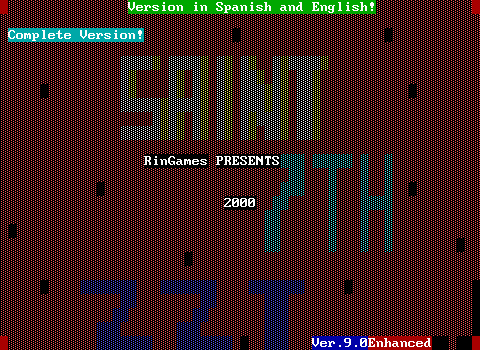 Version in Spanish and English!
Complete Version!
RinGames PRESENTS
2000
Ver.9.0Enhanced